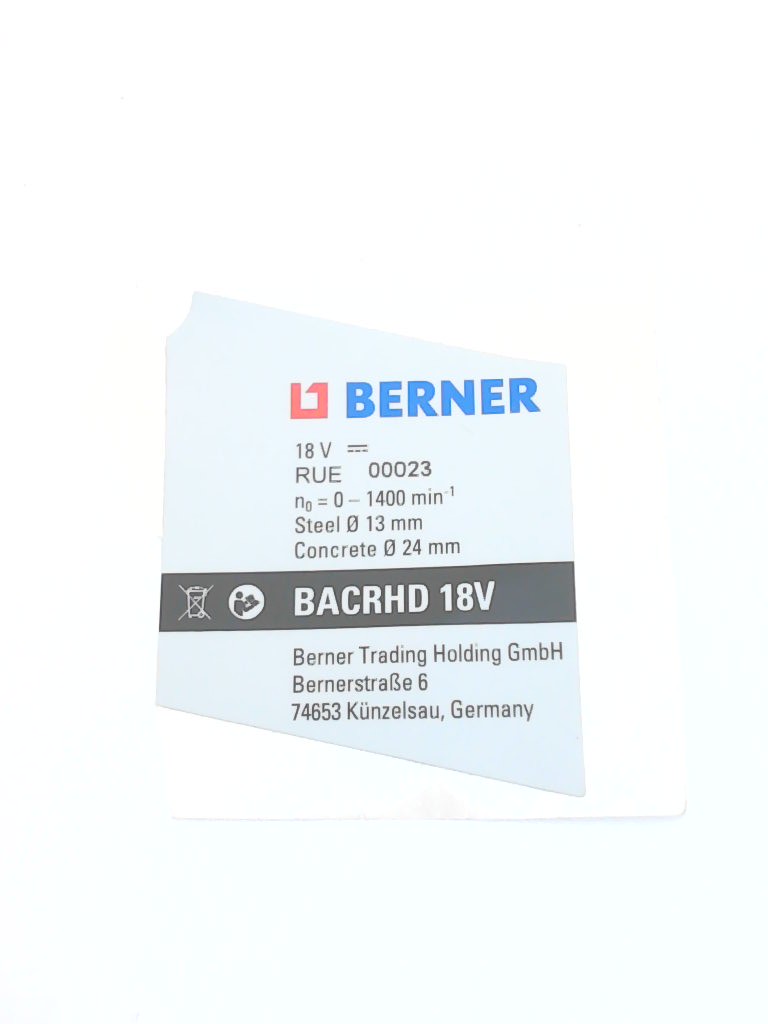 BERNER
18 V ⎓
RUE 00023
n₀ = 0 – 1400 min⁻¹
Steel Ø 13 mm
Concrete Ø 24 mm
BACRHD 18V
Berner Trading Holding GmbH
Bernerstraße 6
74653 Künzelsau, Germany